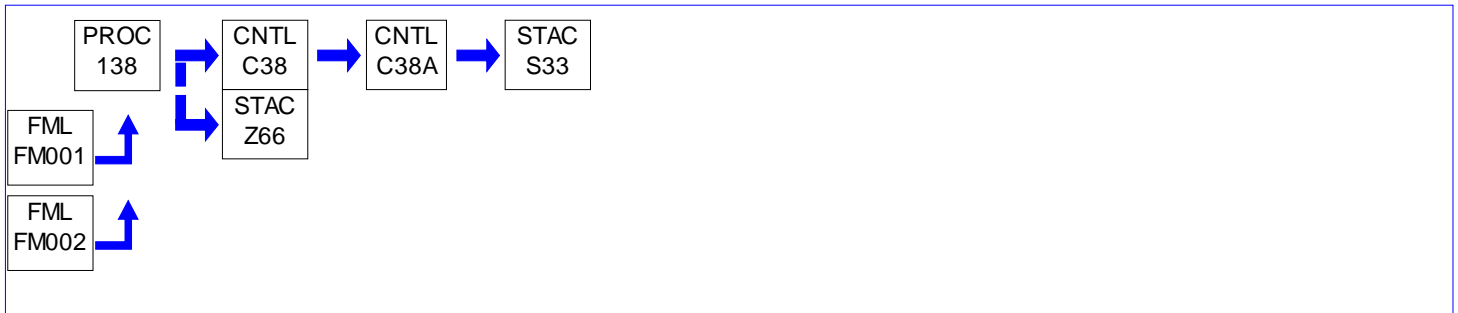 PROC
138
CNTL
C38
CNTL
C38A
STAC
S33
STAC
Z66
FML
FM001
FML
FM002